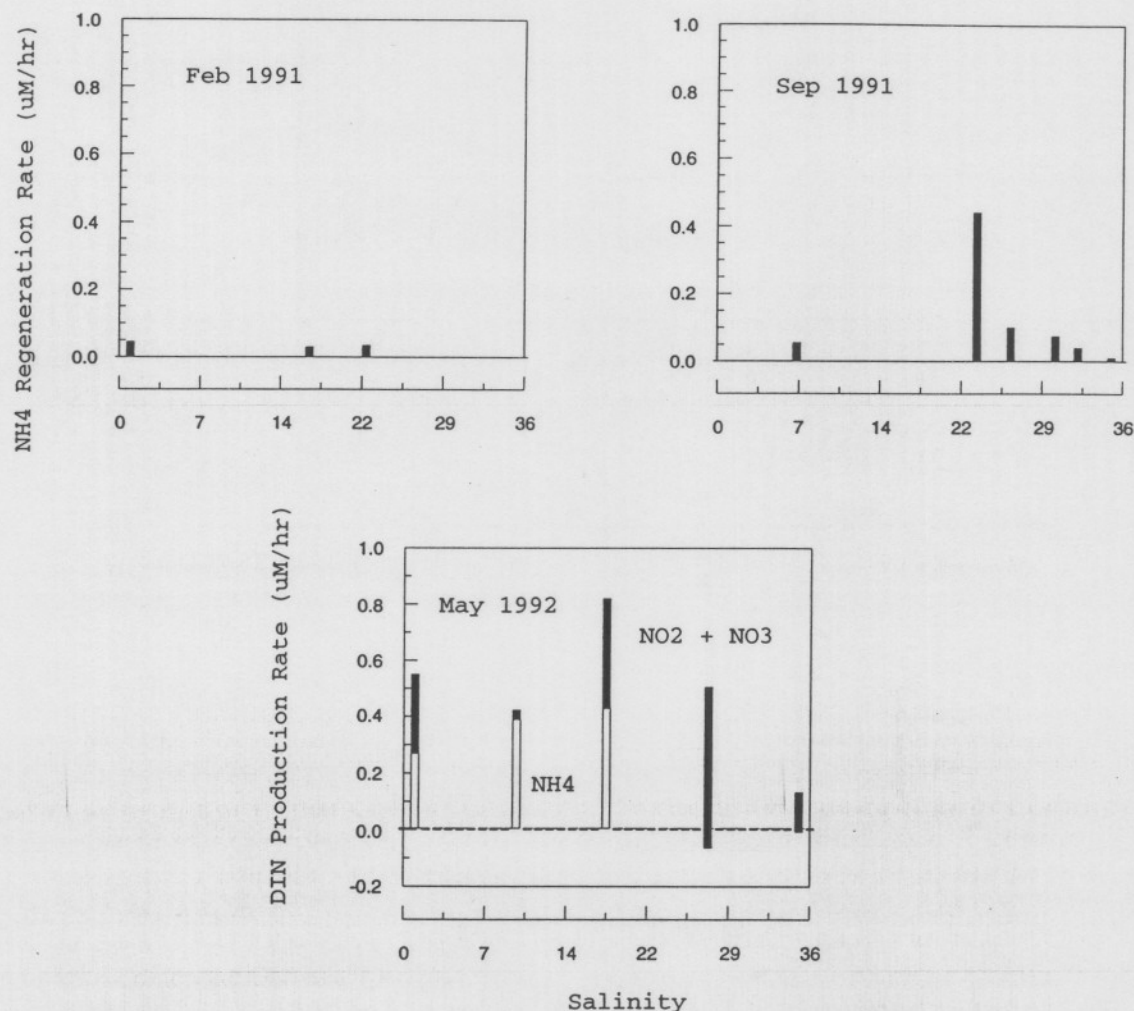 NH4 Regeneration Rate (uM/hr)
1.0
0.8
0.6
0.4
0.2
0.0
Feb 1991
0 7 14 22 29 36
1.0
0.8
0.6
0.4
0.2
0.0
Sep 1991
0 7 14 22 29 36
DIN Production Rate (uM/hr)
1.0
0.8
0.6
0.4
0.2
0.0
-0.2
May 1992
NO2 + NO3
NH4
0 7 14 22 29 36
Salinity